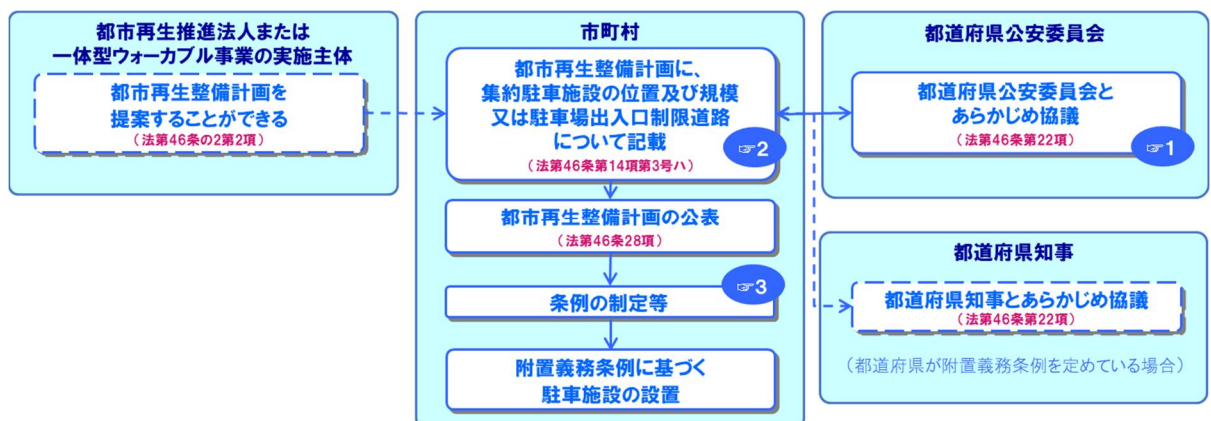 都市再生推進法人または
一体型ウォーカブル事業の実施主体
都市再生整備計画を
提案することができる
(法第46条の2第2項)
市町村
都市再生整備計画に、
集約駐車施設の位置及び規模
又は駐車場出入口制限道路
について記載
(法第46条第14項第3号ハ)
☞2
都市再生整備計画の公表
(法第46条28項)
☞3
条例の制定等
附置義務条例に基づく
駐車施設の設置
都道府県公安委員会
都道府県公安委員会と
あらかじめ協議
(法第46条第22項)
☞1
都道府県知事
都道府県知事とあらかじめ協議
(法第46条第22項)
(都道府県が附置義務条例を定めている場合)